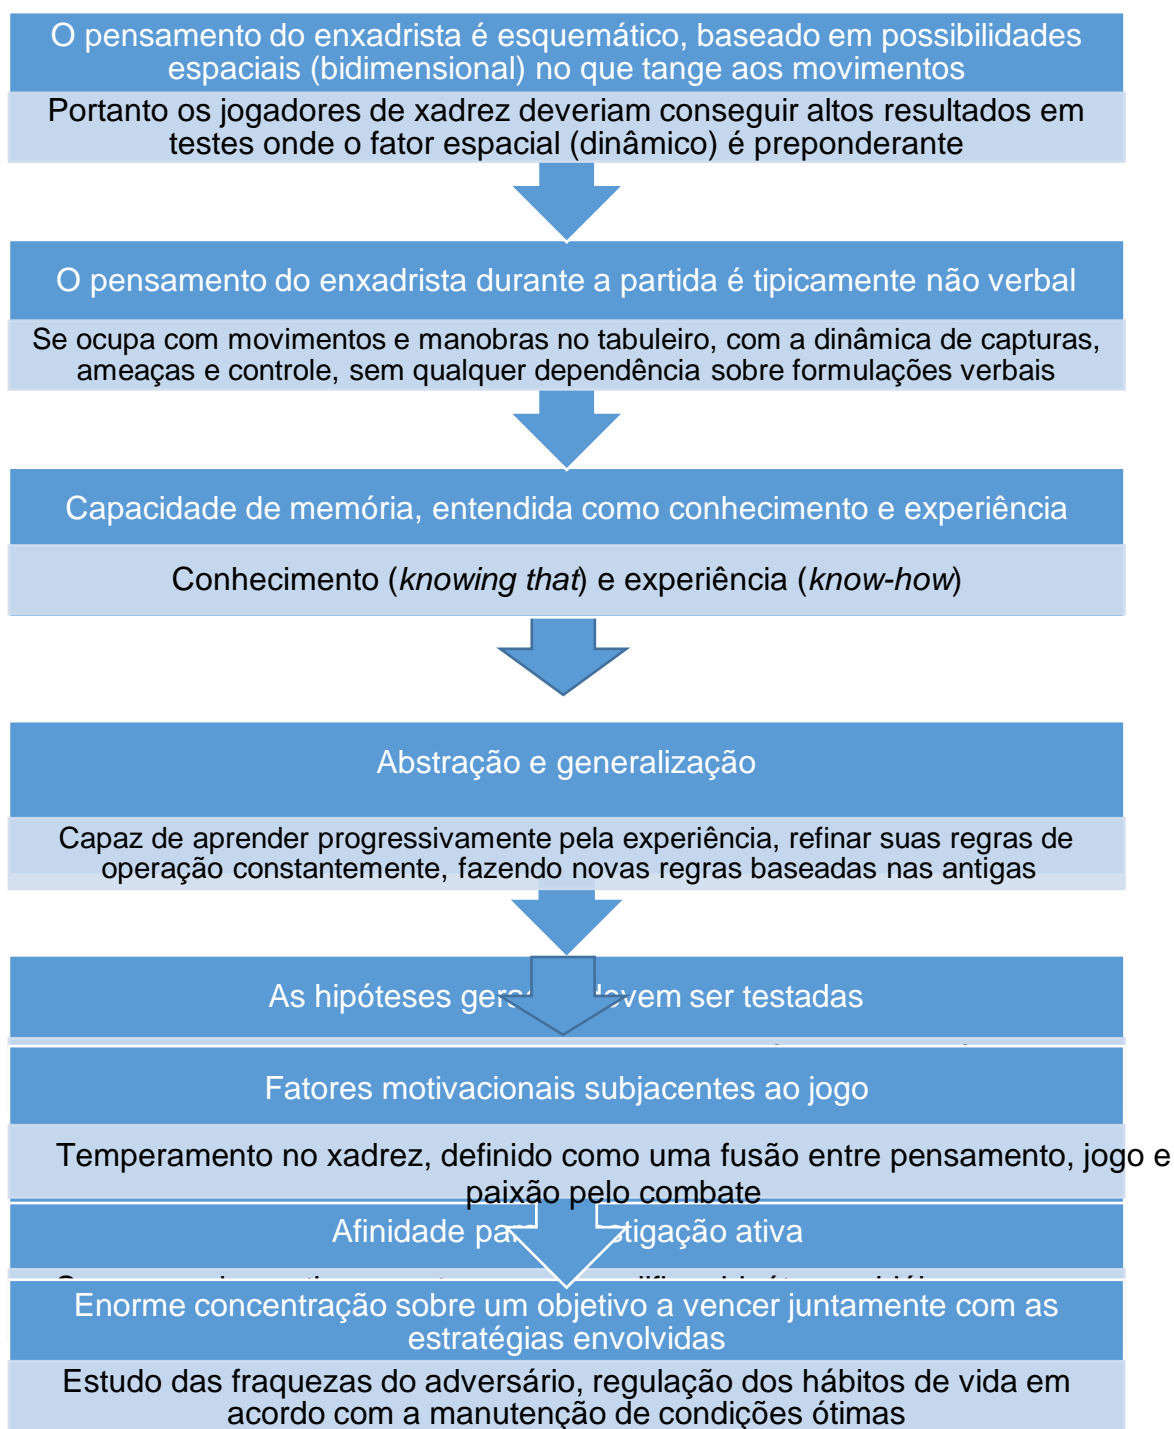 O pensamento do enxadrista é esquemático, baseado em possibilidades
espaciais (bidimensional) no que tange aos movimentos
Portanto os jogadores de xadrez deveriam conseguir altos resultados em
testes onde o fator espacial (dinâmico) é preponderante
O pensamento do enxadrista durante a partida é tipicamente não verbal
Se ocupa com movimentos e manobras no tabuleiro, com a dinâmica de capturas,
ameaças e controle, sem qualquer dependência sobre formulações verbais
Capacidade de memória, entendida como conhecimento e experiência
Conhecimento (knowing that) e experiência (know-how)
Abstração e generalização
Capaz de aprender progressivamente pela experiência, refinar suas regras de
operação constantemente, fazendo novas regras baseadas nas antigas
As hipóteses devem ser testadas
Fatores motivacionais subjacentes ao jogo
Temperamento no xadrez, definido como uma fusão entre pensamento, jogo e
paixão pelo combate
Afinidade ativa
Enorme concentração sobre um objetivo a vencer juntamente com as
estratégias envolvidas
Estudo das fraquezas do adversário, regulação dos hábitos de vida em
acordo com a manutenção de condições ótimas